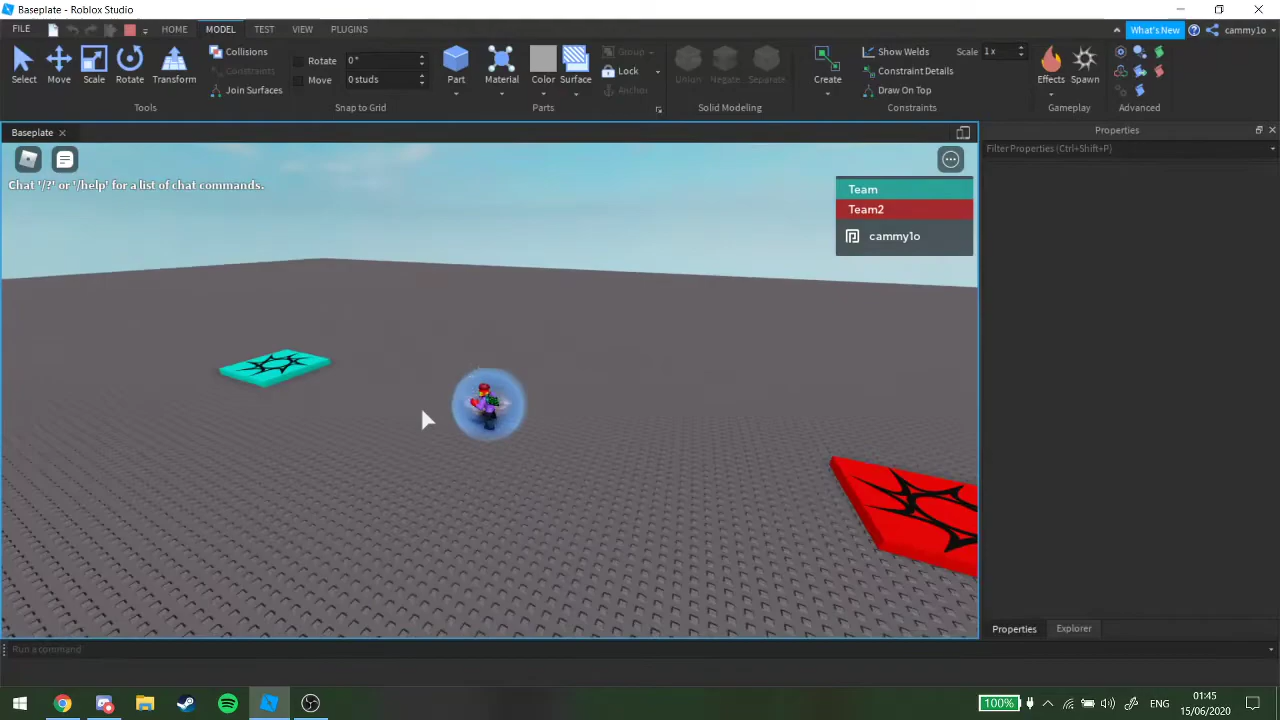 Baseplate - Roblox Studio
FILE HOME MODEL TEST VIEW PLUGINS What's New cammy1o
Select Move Scale Rotate Transform
Collisions
Constraints
Join Surfaces
Tools
Rotate 0 °
Move 0 studs
Snap to Grid
Part Material Color Surface
Group
Lock
Anchor
Parts
Union Negate Separate
Solid Modeling
Create
Show Welds Scale 1 x
Constraint Details
Draw On Top
Constraints
Effects Spawn
Gameplay
Advanced
Baseplate
Properties
Filter Properties (Ctrl+Shift+P)
Chat '/?' or '/help' for a list of chat commands.
Team
Team2
cammy1o
Properties Explorer
Run a command
100% ENG 01:45
15/06/2020